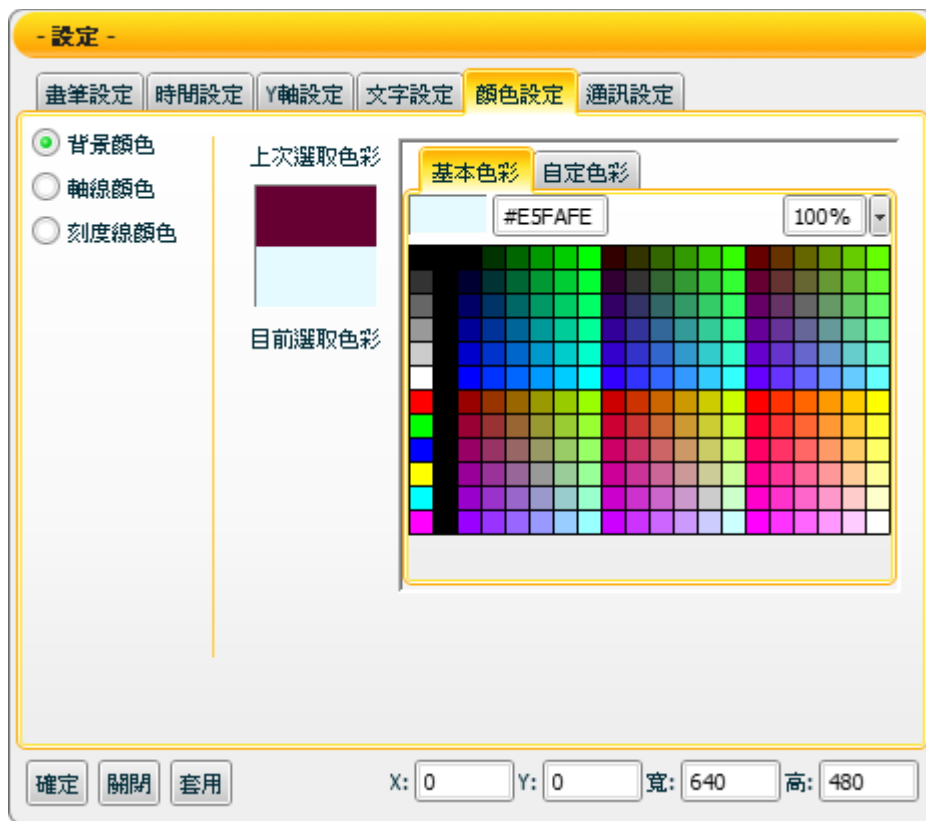 - 設定 -
畫筆設定 時間設定 Y軸設定 文字設定 顏色設定 通訊設定
背景顏色
軸線顏色
刻度線顏色
上次選取色彩
目前選取色彩
基本色彩 自定色彩
#E5FAFE 100%
確定 關閉 套用 X: 0 Y: 0 寬: 640 高: 480